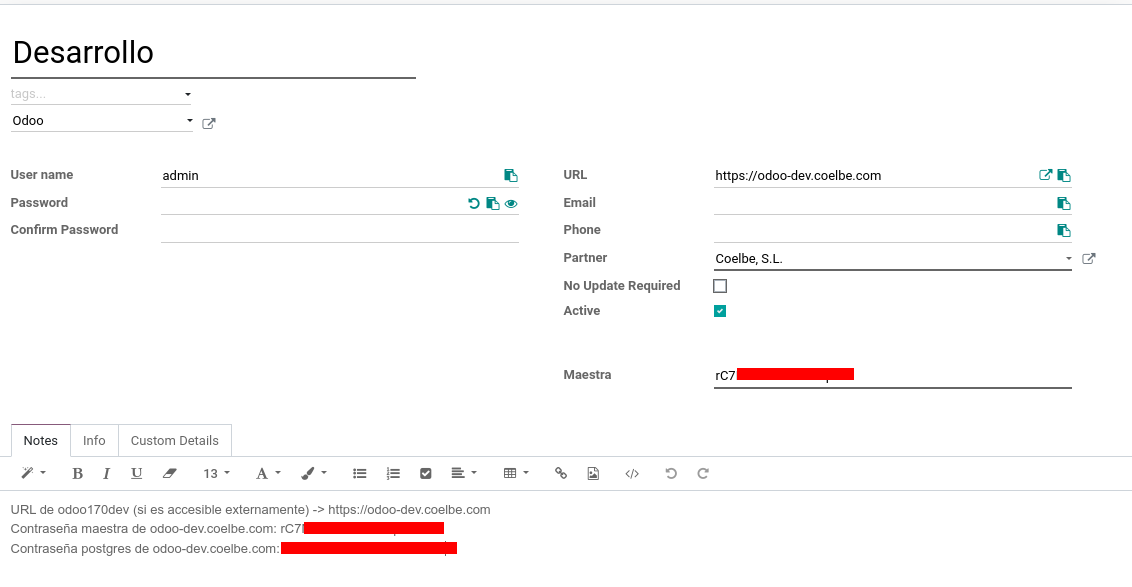 Desarrollo
tags...
Odoo
User name admin
Password
Confirm Password
URL https://odoo-dev.coelbe.com
Email
Phone
Partner Coelbe, S.L.
No Update Required
Active
Maestra rC7
Notes Info Custom Details
B I U 13 A
URL de odoo170dev (si es accesible externamente) -> https://odoo-dev.coelbe.com
Contraseña maestra de odoo-dev.coelbe.com: rC7
Contraseña postgres de odoo-dev.coelbe.com: